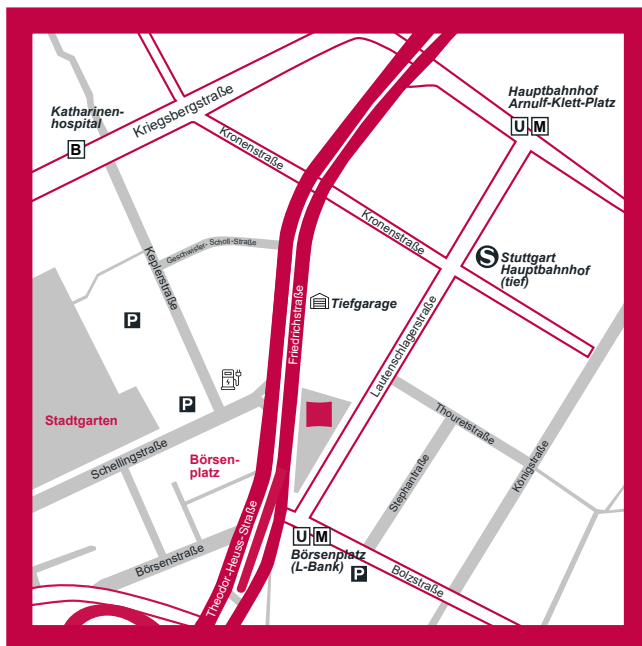 Hauptbahnhof
Arnulf-Klett-Platz
U M
Katharinen-
hospital
B
Kriegsbergstraße
Kronenstraße
Kronenstraße
Geschwister- Scholl-Straße
Keplerstraße
S
Stuttgart
Hauptbahnhof
(tief)
Tiefgarage
P
Friedrichstraße
Lautenschlagerstraße
P
Stadtgarten
Thouretstraße
Schellingstraße
Börsen-
platz
Stephanstraße
Königstraße
Theodor-Heuss-Straße
U M
Börsenplatz
(L-Bank)
P
Börsenstraße
Bolzstraße